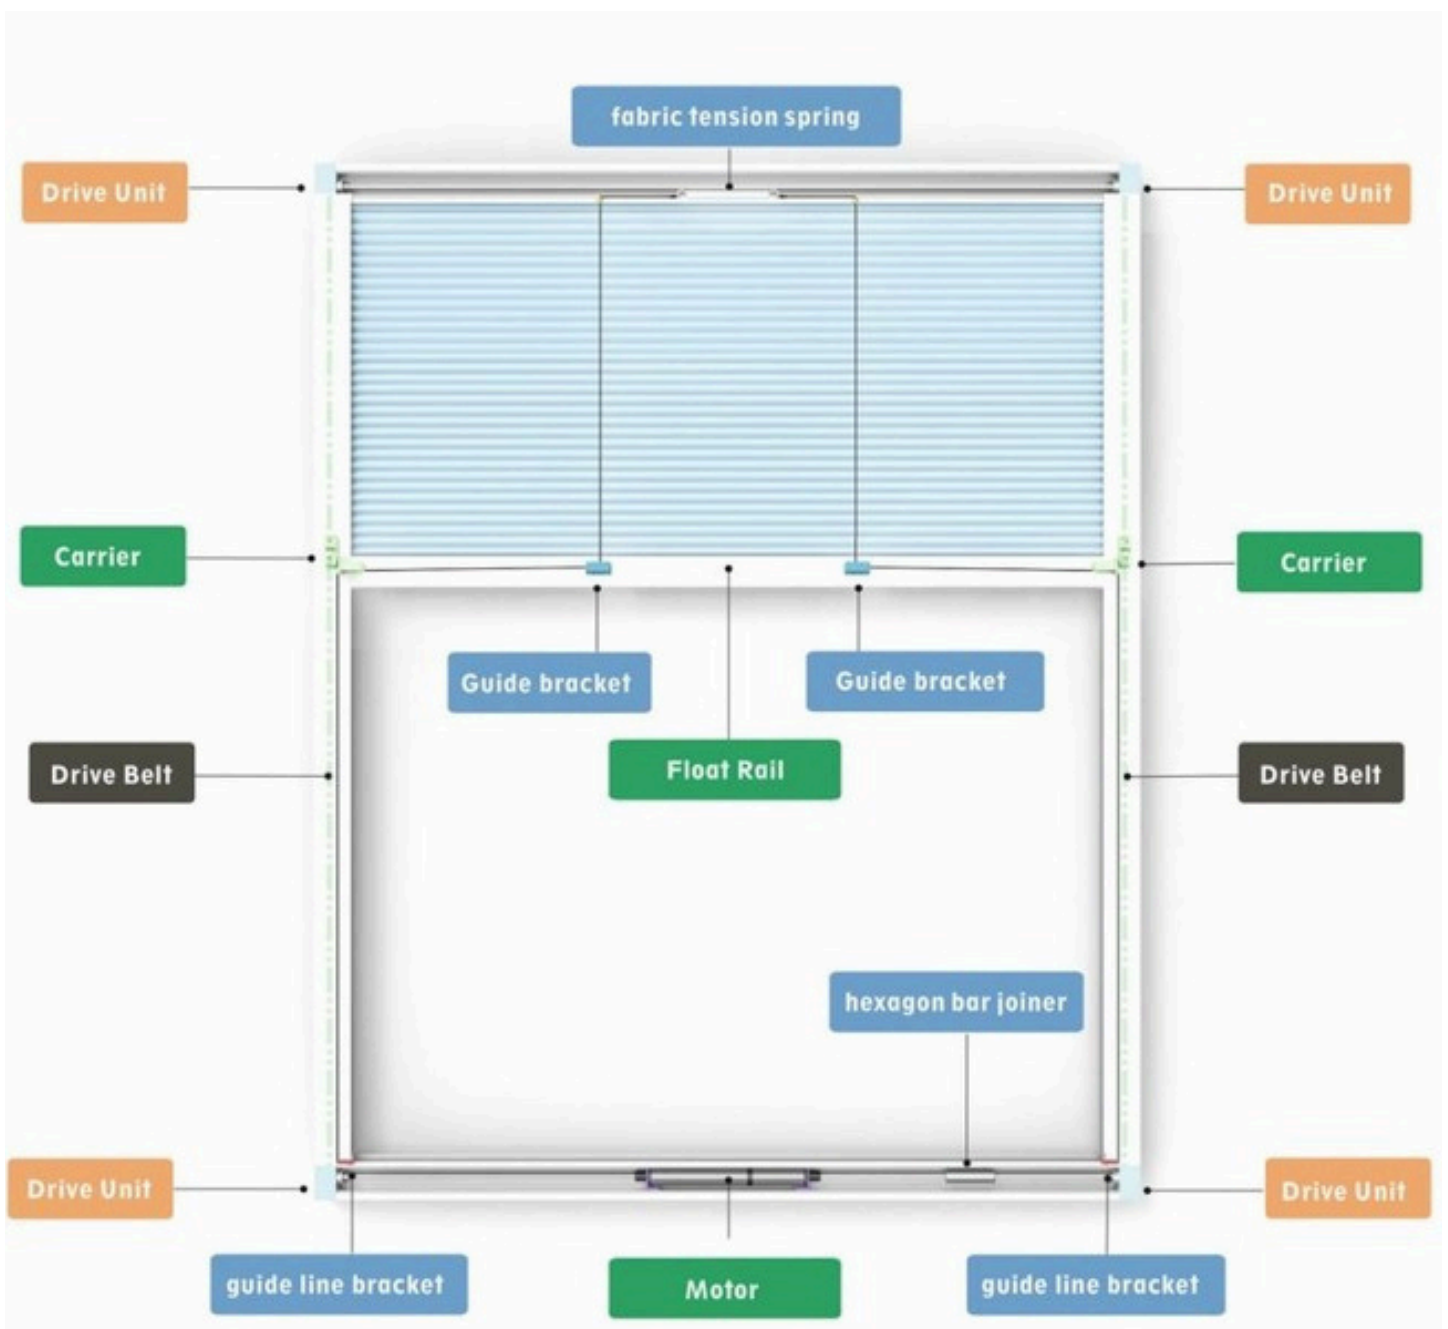 fabric tension spring
Drive Unit
Drive Unit
Carrier
Carrier
Guide bracket
Guide bracket
Drive Belt
Float Rail
Drive Belt
hexagon bar joiner
Drive Unit
Drive Unit
guide line bracket
Motor
guide line bracket